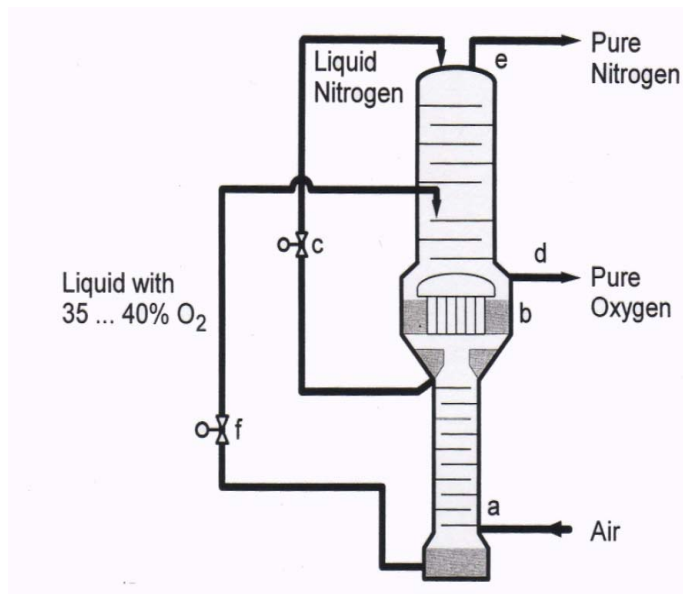 Liquid
Nitrogen
e
Pure
Nitrogen
c
d
Pure
Oxygen
Liquid with
35 ... 40% O₂
b
f
a
Air